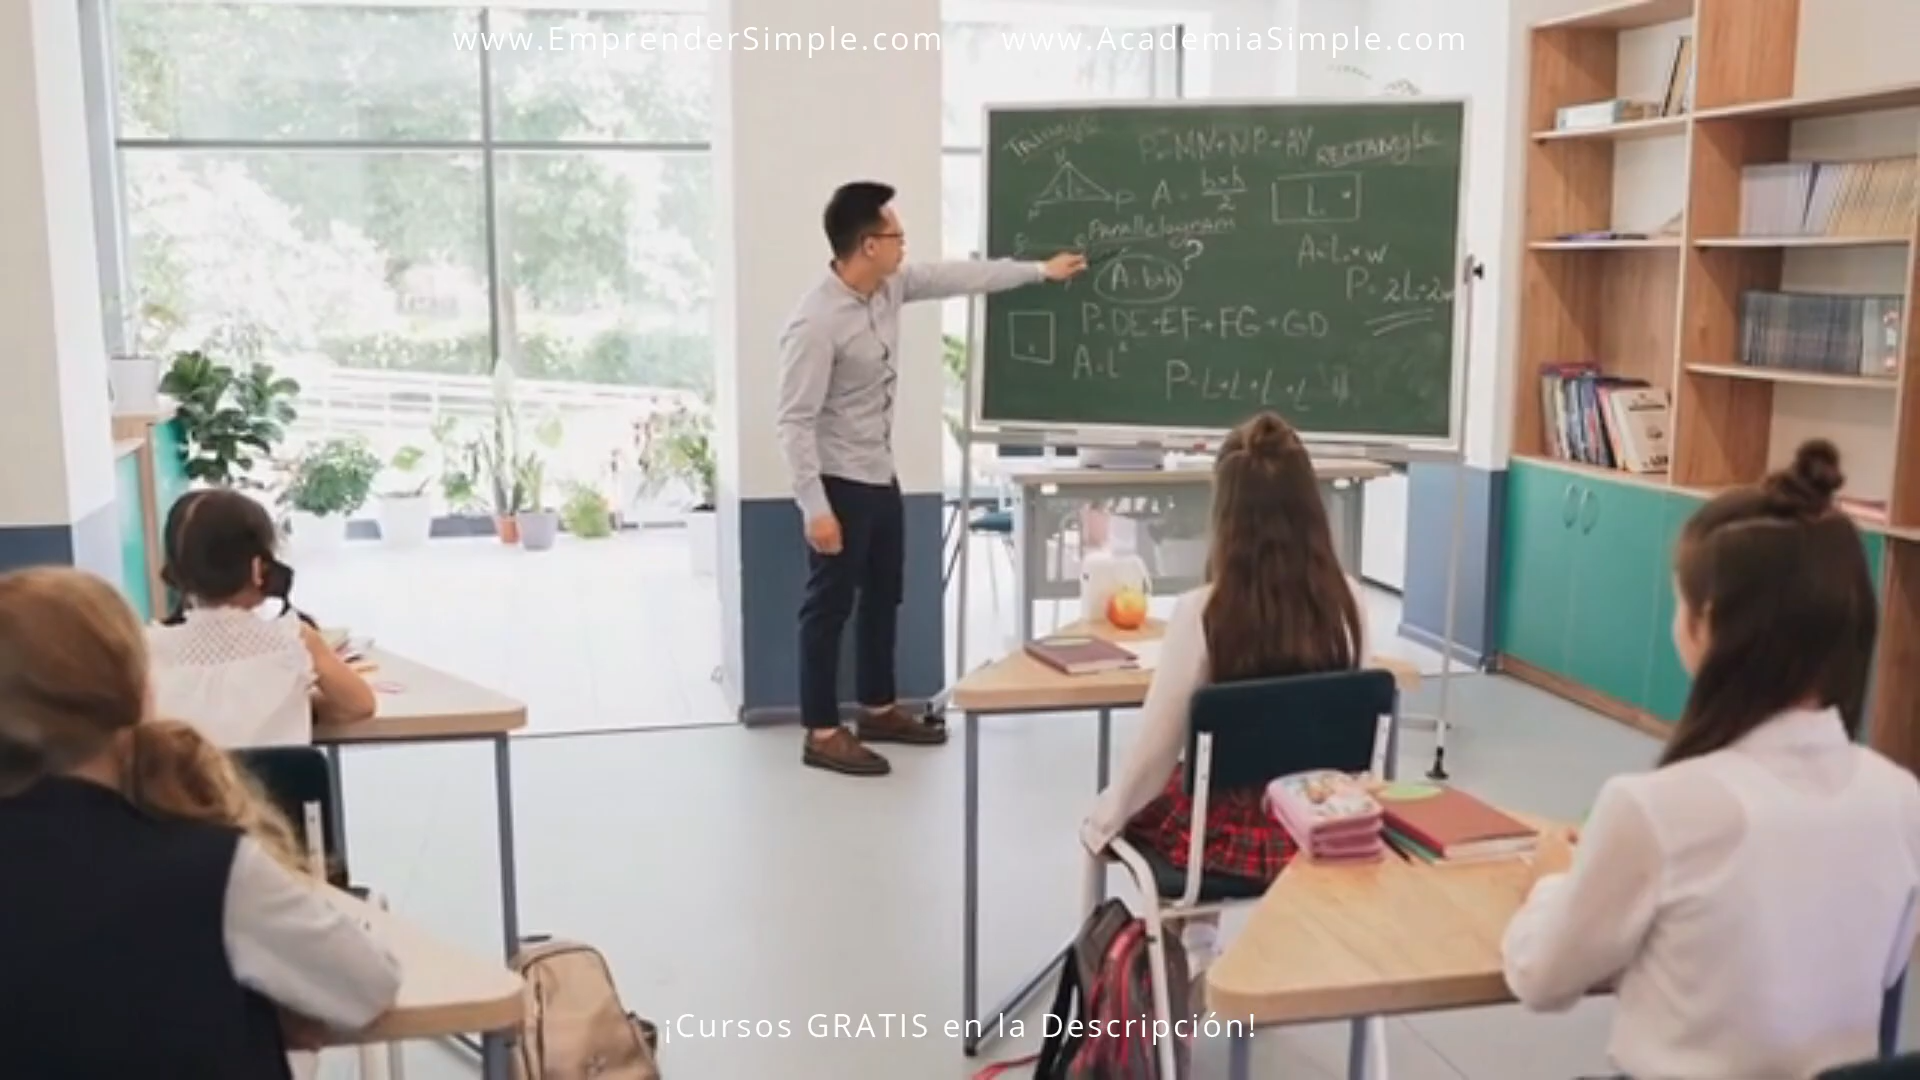 www.EmprenderSimple.com www.AcademiaSimple.com
Triangle
P=MN+NP+AY
RECTANGLE
A = b×h
2
L
Parallelogram
?
A=b×h
A=L×w
P=2L+2w
P=DE+EF+FG+GD
A=L²
P=L+L+L+L
¡Cursos GRATIS en la Descripción!